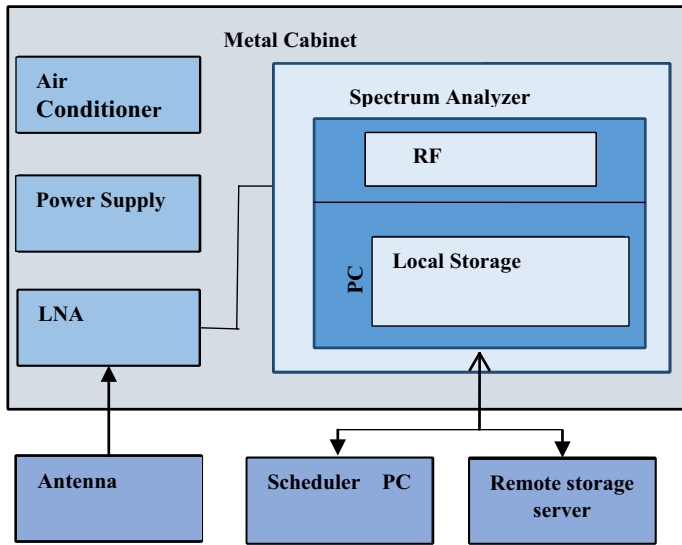 Metal Cabinet
Air
Conditioner
Spectrum Analyzer
RF
Power Supply
PC
Local Storage
LNA
Antenna
Scheduler PC
Remote storage
server